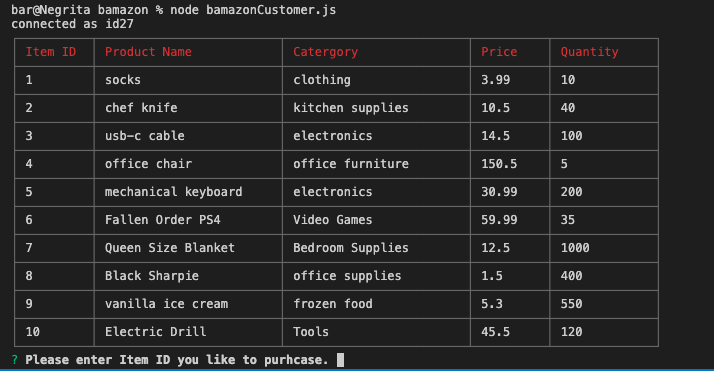 bar@Negrita bamazon % node bamazonCustomer.js
connected as id27
Item ID Product Name Catergory Price Quantity
1 socks clothing 3.99 10
2 chef knife kitchen supplies 10.5 40
3 usb-c cable electronics 14.5 100
4 office chair office furniture 150.5 5
5 mechanical keyboard electronics 30.99 200
6 Fallen Order PS4 Video Games 59.99 35
7 Queen Size Blanket Bedroom Supplies 12.5 1000
8 Black Sharpie office supplies 1.5 400
9 vanilla ice cream frozen food 5.3 550
10 Electric Drill Tools 45.5 120
? Please enter Item ID you like to purhcase.